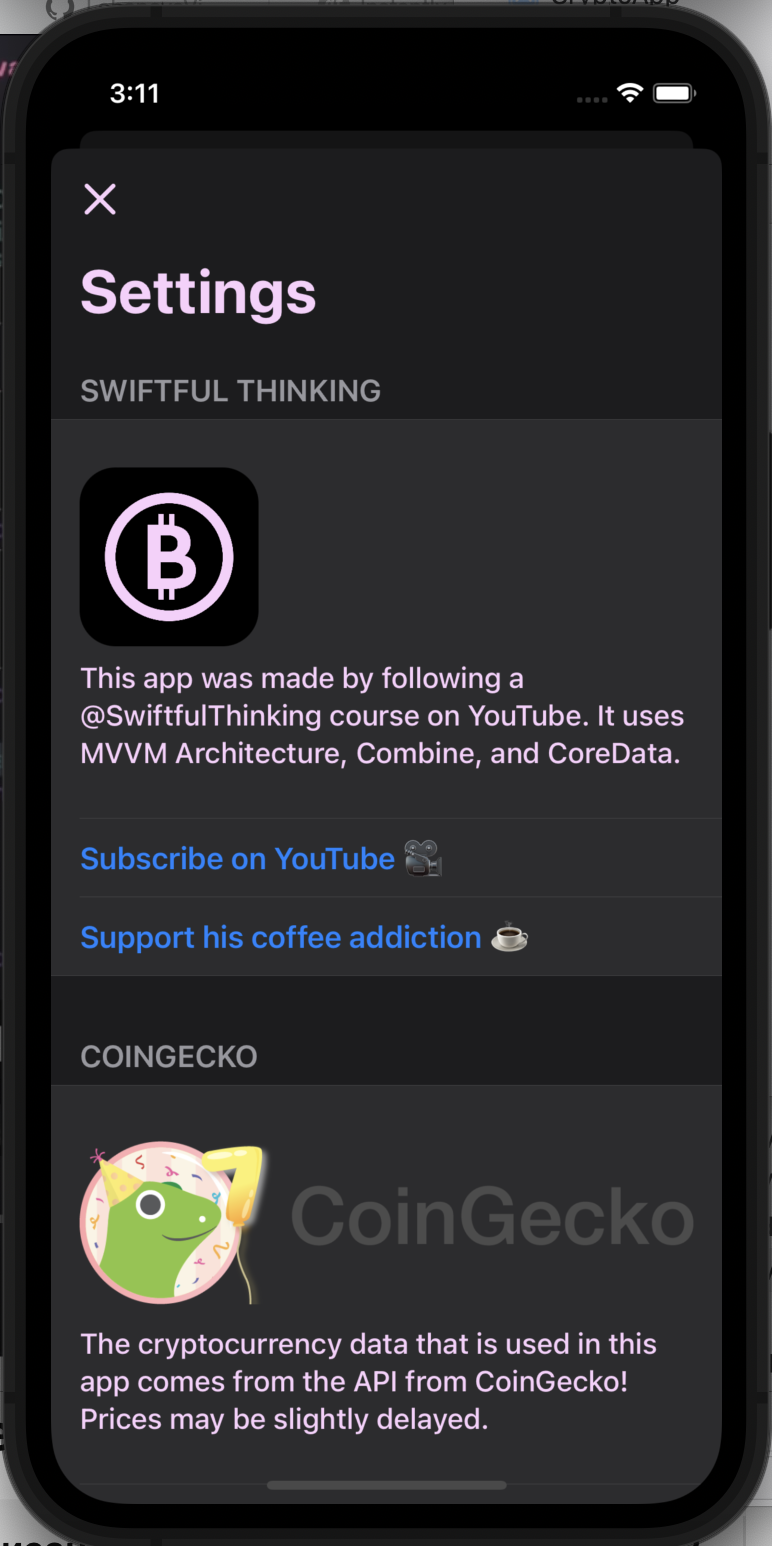 CryptoApp
3:11
Settings
SWIFTFUL THINKING
This app was made by following a
@SwiftfulThinking course on YouTube. It uses
MVVM Architecture, Combine, and CoreData.
Subscribe on YouTube 🎥
Support his coffee addiction ☕️
COINGECKO
7
CoinGecko
The cryptocurrency data that is used in this
app comes from the API from CoinGecko!
Prices may be slightly delayed.